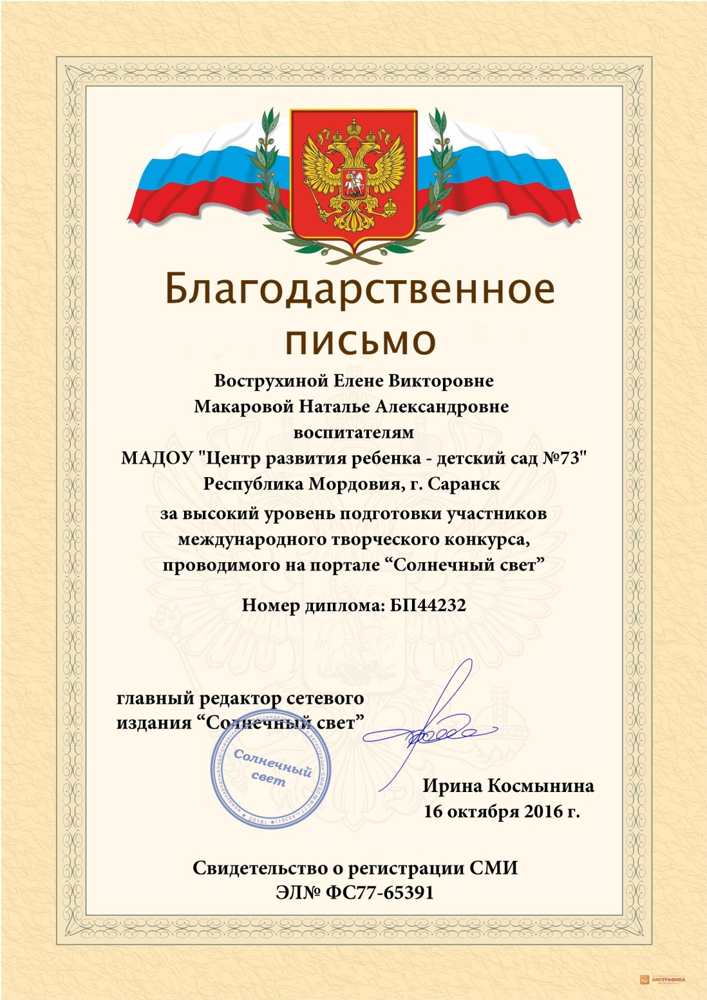 Благодарственное
письмо
Вострухиной Елене Викторовне
Макаровой Наталье Александровне
воспитателям
МАДОУ "Центр развития ребенка - детский сад №73"
Республика Мордовия, г. Саранск
за высокий уровень подготовки участников
международного творческого конкурса,
проводимого на портале “Солнечный свет”
Номер диплома: БП44232
главный редактор сетевого
издания “Солнечный свет”
Солнечный
свет
★ 2016г. ★
Ирина Космынина
16 октября 2016 г.
Свидетельство о регистрации СМИ
ЭЛ№ ФС77-65391
АМПГРАФИКА